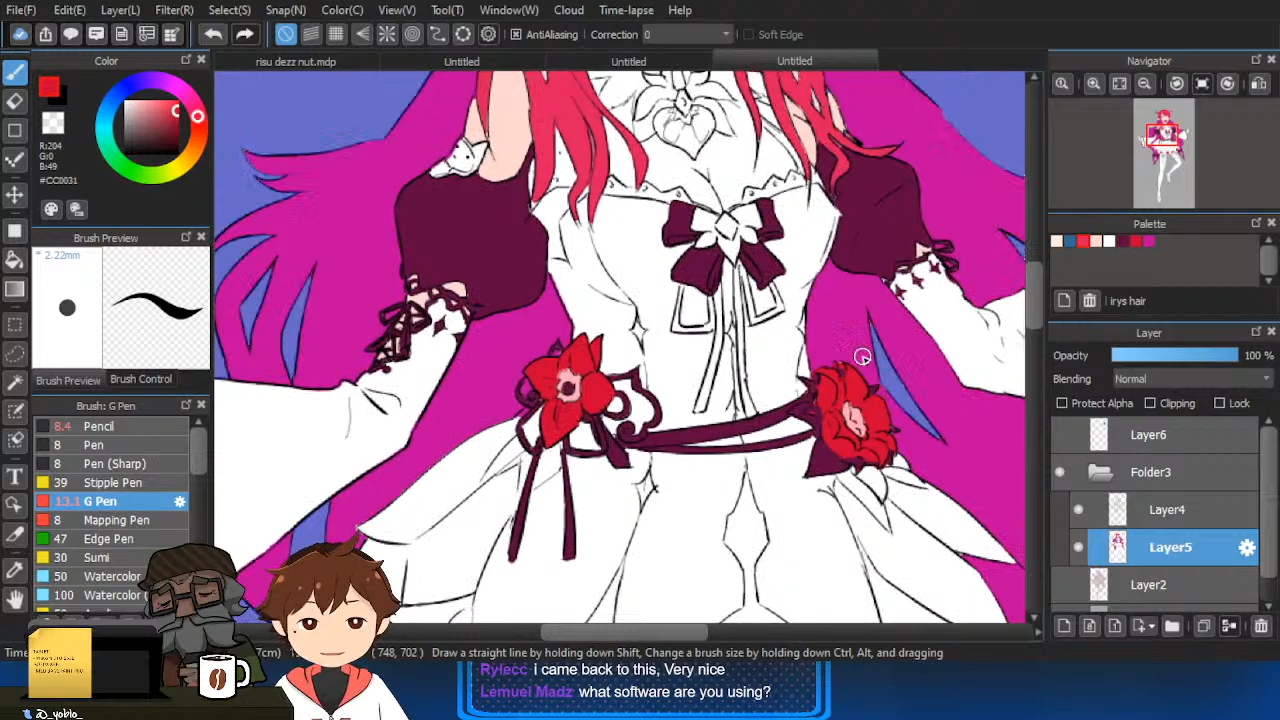 File(F) Edit(E) Layer(L) Filter(R) Select(S) Snap(N) Color(C) View(V) Tool(T) Window(W) Cloud Time-lapse Help
AntiAliasing Correction 0 Soft Edge
Color
risu dezz nut.mdp Untitled Untitled Untitled
Navigator
R:204
G:0
B:49
#CC0031
Brush Preview
* 2.22mm
Brush Preview Brush Control
Brush: G Pen
8.4 Pencil
8 Pen
8 Pen (Sharp)
39 Stipple Pen
13.1 G Pen
8 Mapping Pen
47 Edge Pen
30 Sumi
50 Watercolor
100 Watercolor
Palette
irys hair
Layer
Opacity 100 %
Blending Normal
Protect Alpha Clipping Lock
Layer6
Folder3
Layer4
Layer5
Layer2
(748, 702) Draw a straight line by holding down Shift, Change a brush size by holding down Ctrl, Alt, and dragging
Rylecc i came back to this, Very nice
Lemuel Madz what software are you using?
@_yoblo_